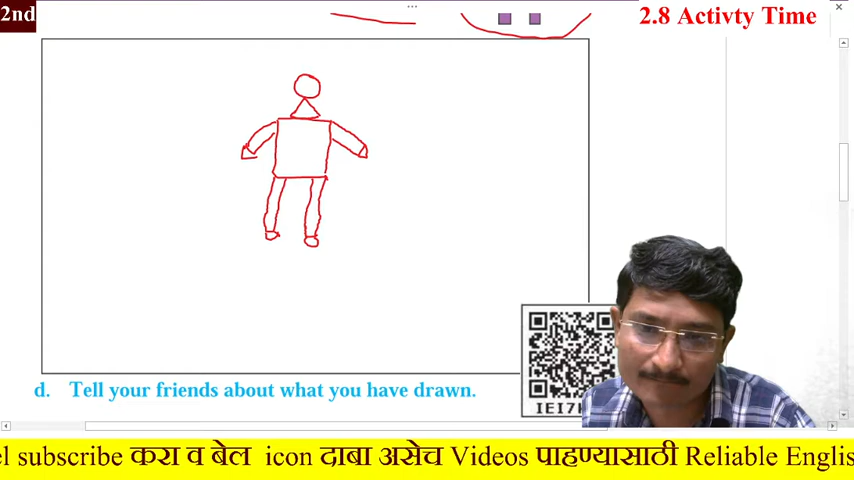 2nd
2.8 Activty Time
d. Tell your friends about what you have drawn.
el subscribe करा व बेल icon दाबा असेच Videos पाहण्यासाठी Reliable Englis